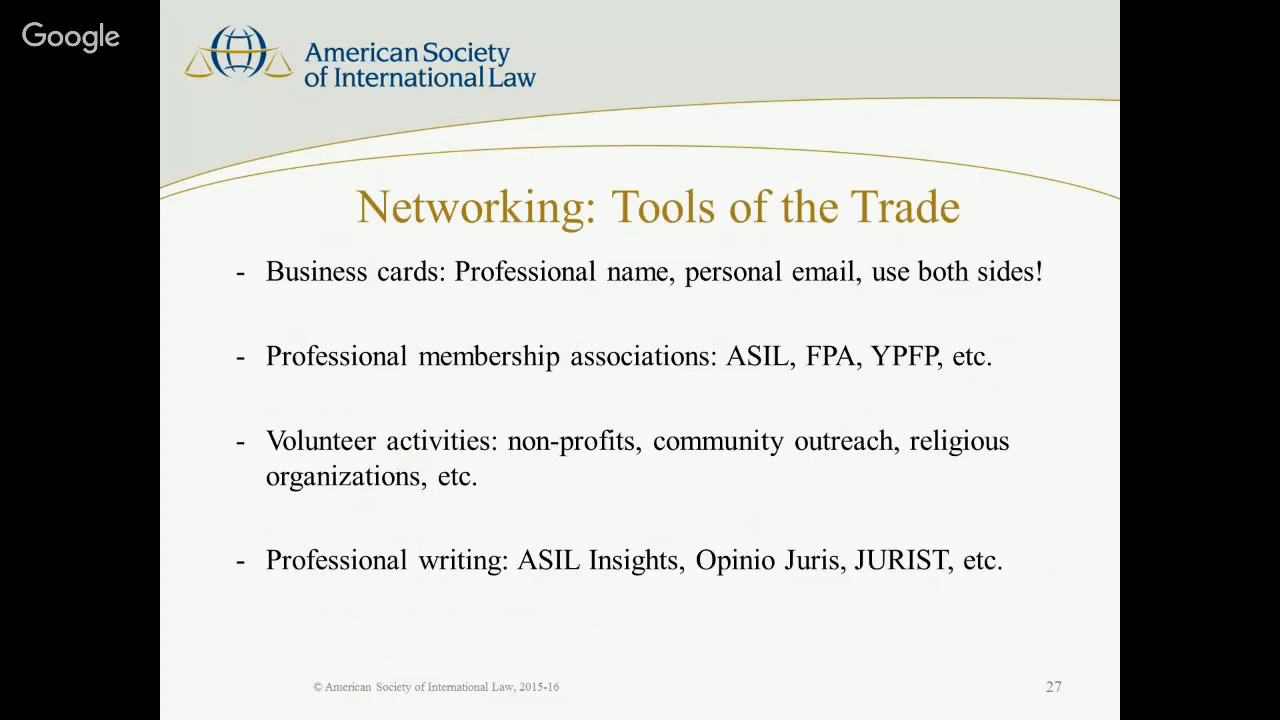 Google
American Society
of International Law
Networking: Tools of the Trade
- Business cards: Professional name, personal email, use both sides!
- Professional membership associations: ASIL, FPA, YPFP, etc.
- Volunteer activities: non-profits, community outreach, religious
organizations, etc.
- Professional writing: ASIL Insights, Opinio Juris, JURIST, etc.
© American Society of International Law, 2015-16
27